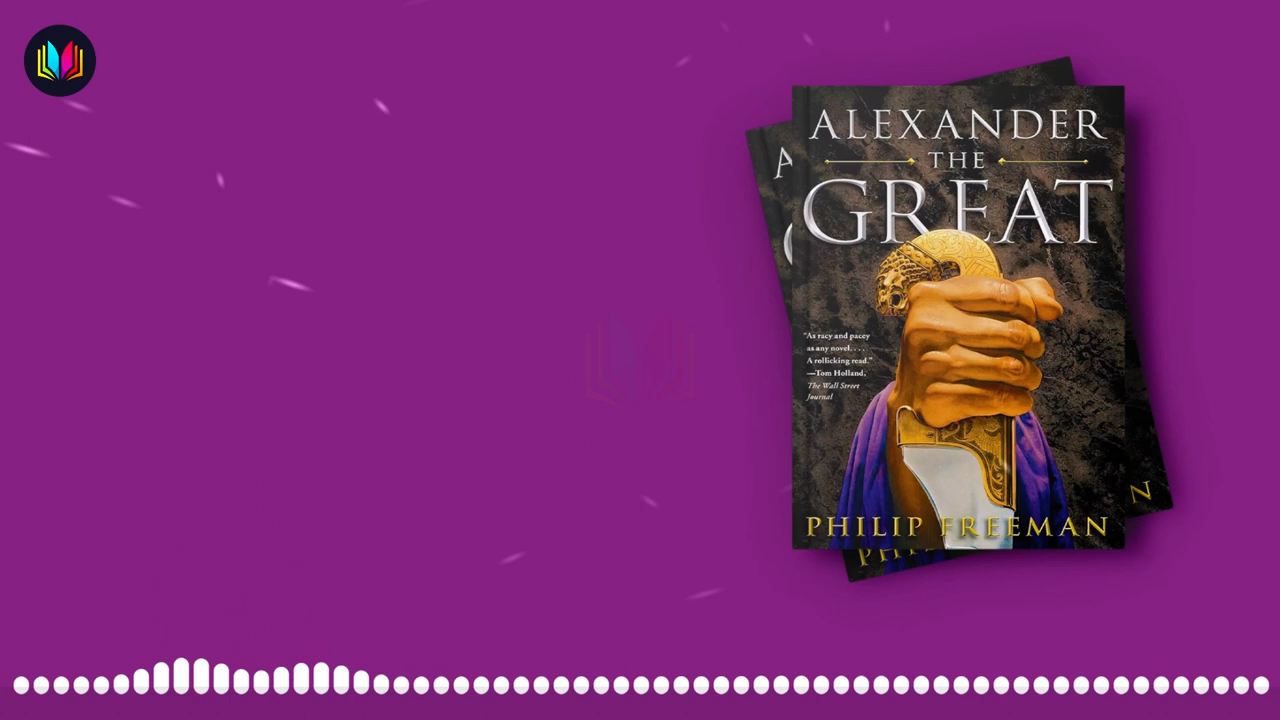 ALEXANDER
THE
GREAT
“As racy and pacey
as any novel. . . .
A rollicking read.”
—Tom Holland,
The Wall Street
Journal
PHILIP FREEMAN
A
N